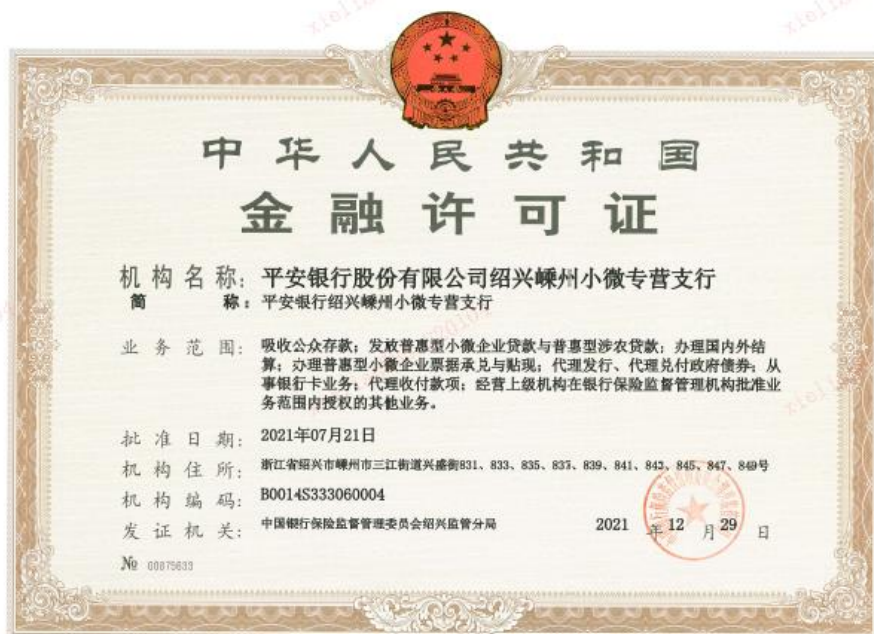 中华人民共和国
金融许可证
机构名称：平安银行股份有限公司绍兴嵊州小微专营支行
简称：平安银行绍兴嵊州小微专营支行
业务范围：吸收公众存款；发放普惠型小微企业贷款与普惠型涉农贷款；办理国内外结
算；办理普惠型小微企业票据承兑与贴现；代理发行、代理兑付政府债券；从
事银行卡业务；代理收付款项；经营上级机构在银行保险监督管理机构批准业
务范围内授权的其他业务。
批准日期：2021年07月21日
机构住所：浙江省绍兴市嵊州市三江街道兴盛街831、833、835、837、839、841、843、845、847、849号
机构编码：B0014S333060004
发证机关：中国银行保险监督管理委员会绍兴监管分局 2021 年 12 月 29 日
№ 00875633